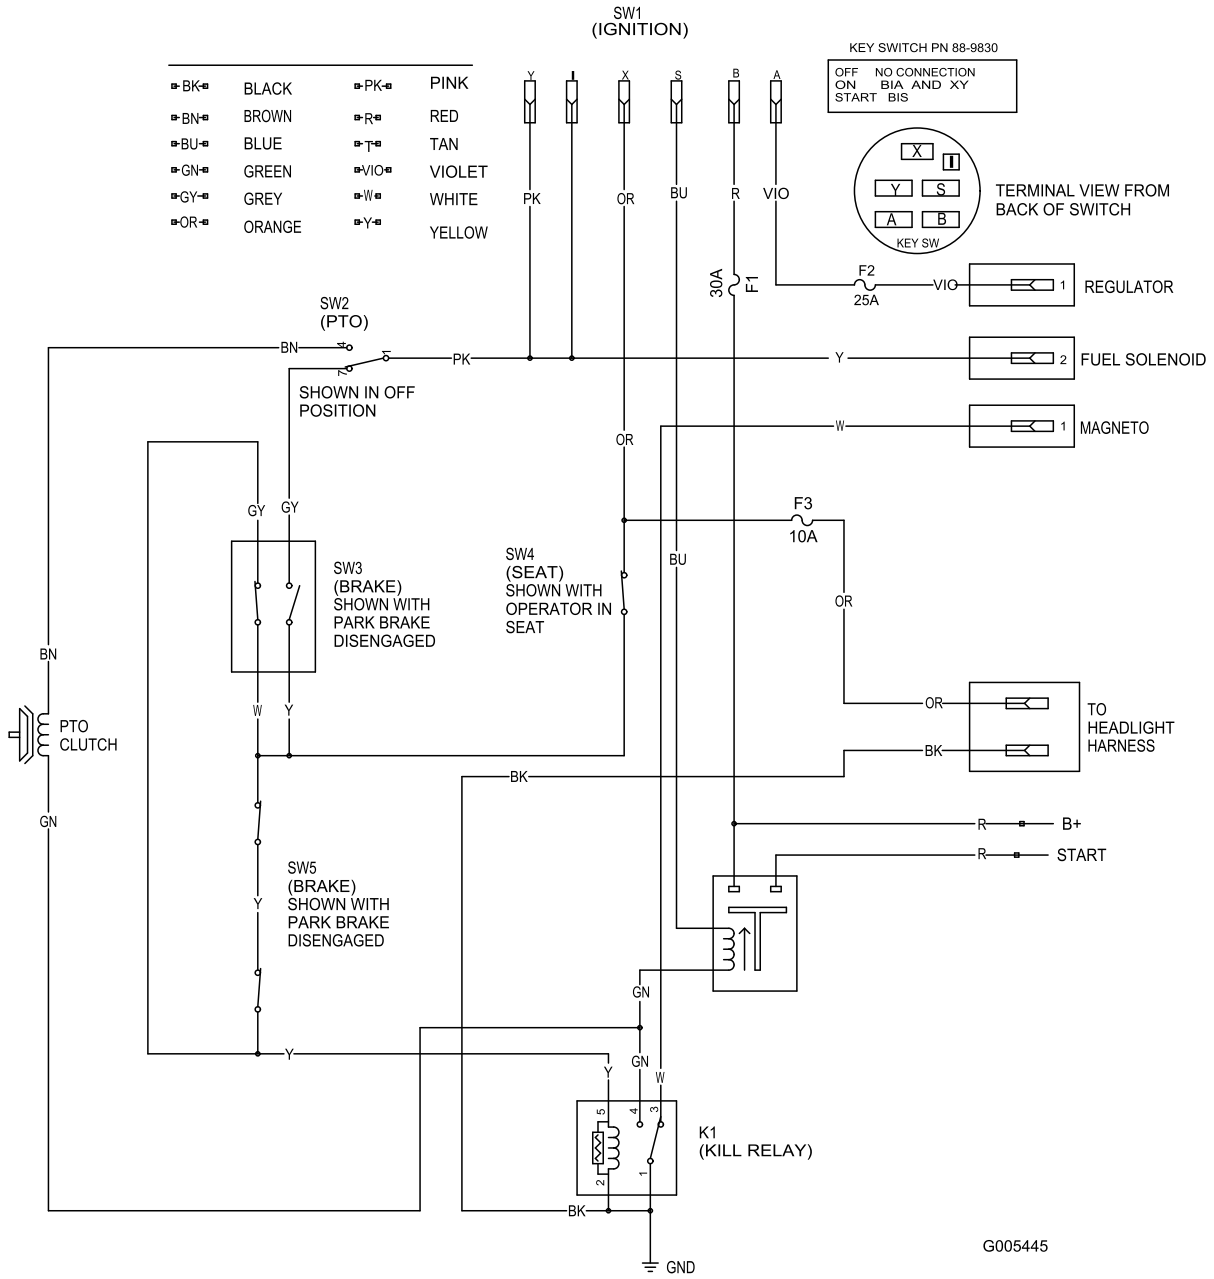 SW1
(IGNITION)
KEY SWITCH PN 88-9830
OFF NO CONNECTION
ON BIA AND XY
START BIS
BK BLACK PK PINK
BN BROWN R RED
BU BLUE T TAN
GN GREEN VIO VIOLET
GY GREY W WHITE
OR ORANGE Y YELLOW
Y I X S B A
PK OR BU R VIO
X
I
Y S
A B
KEY SW
TERMINAL VIEW FROM
BACK OF SWITCH
30A F1
F2
25A
VIO
1 REGULATOR
SW2
(PTO)
BN 4 1
7
PK
Y
2 FUEL SOLENOID
SHOWN IN OFF
POSITION
OR
W
1 MAGNETO
GY GY
F3
10A
SW4
(SEAT)
SHOWN WITH
OPERATOR IN
SEAT
BU
SW3
(BRAKE)
SHOWN WITH
PARK BRAKE
DISENGAGED
OR
BN
W Y
OR
TO
HEADLIGHT
HARNESS
PTO
CLUTCH
BK
BK
GN
R B+
R START
SW5
(BRAKE)
SHOWN WITH
PARK BRAKE
DISENGAGED
Y
GN
Y
GN
Y
W
5 4 3
2 1
K1
(KILL RELAY)
BK
GND
G005445